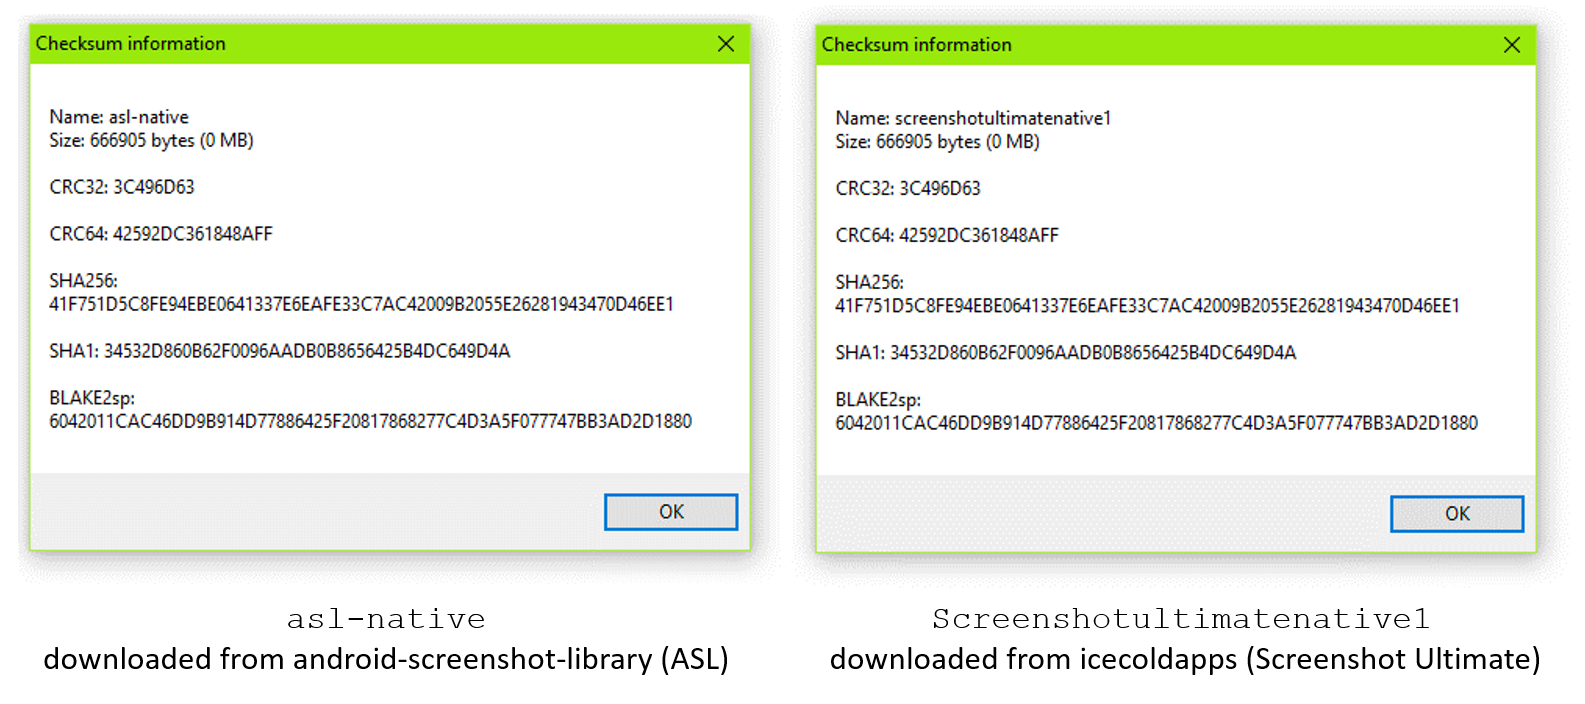 Checksum information
Name: asl-native
Size: 666905 bytes (0 MB)
CRC32: 3C496D63
CRC64: 42592DC361848AFF
SHA256:
41F751D5C8FE94EBE0641337E6EAFE33C7AC42009B2055E26281943470D46EE1
SHA1: 34532D860B62F0096AADB0B8656425B4DC649D4A
BLAKE2sp:
6042011CAC46DD9B914D77886425F20817868277C4D3A5F077747BB3AD2D1880
OK
asl-native
downloaded from android-screenshot-library (ASL)
Checksum information
Name: screenshotultimatenative1
Size: 666905 bytes (0 MB)
CRC32: 3C496D63
CRC64: 42592DC361848AFF
SHA256:
41F751D5C8FE94EBE0641337E6EAFE33C7AC42009B2055E26281943470D46EE1
SHA1: 34532D860B62F0096AADB0B8656425B4DC649D4A
BLAKE2sp:
6042011CAC46DD9B914D77886425F20817868277C4D3A5F077747BB3AD2D1880
OK
Screenshotultimatenative1
downloaded from icecoldapps (Screenshot Ultimate)